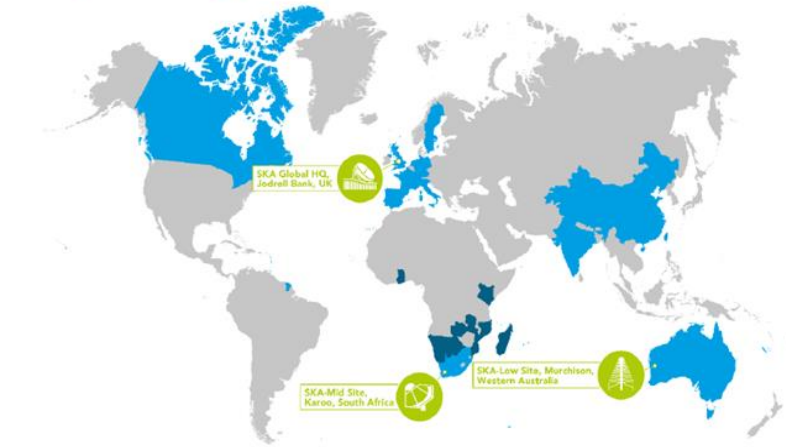 SKA Global HQ,
Jodrell Bank, UK
SKA-Low Site, Murchison,
Western Australia
SKA-Mid Site,
Karoo, South Africa